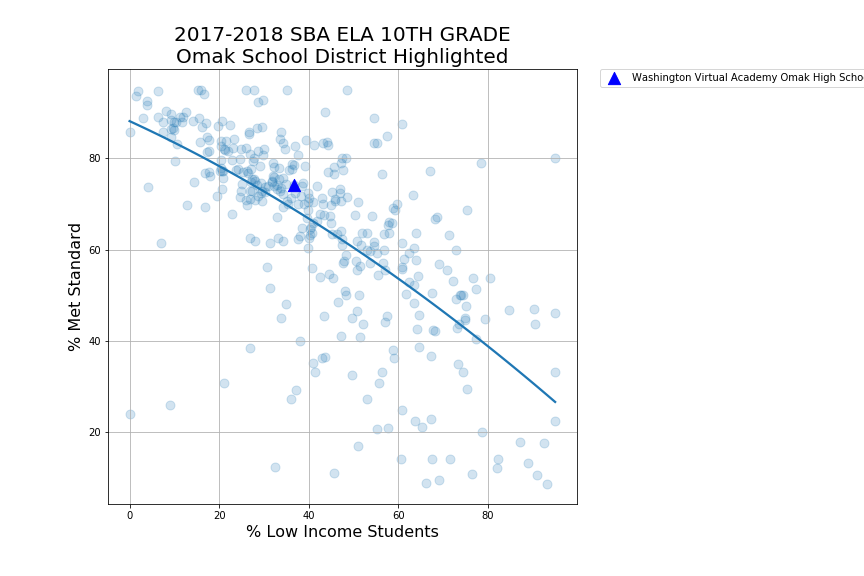 2017-2018 SBA ELA 10TH GRADE
Omak School District Highlighted
Washington Virtual Academy Omak High
80
60
40
20
% Met Standard
0
20
40
60
80
% Low Income Students